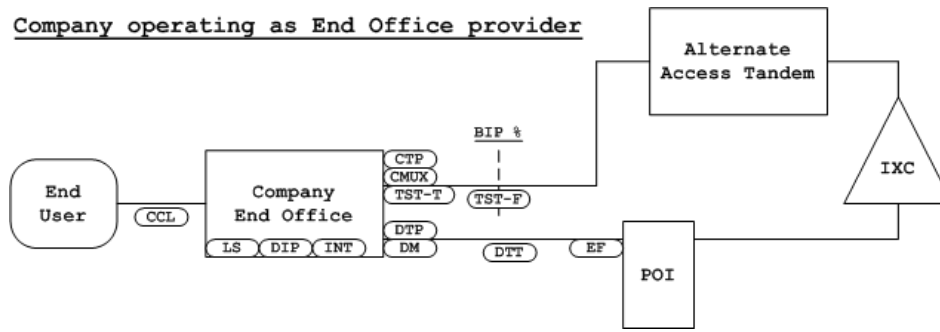 Company operating as End Office provider
Alternate
Access Tandem
BIP %
CTP
CMUX
TST-T
TST-F
IXC
End
User
CCL
Company
End Office
LS
DIP
INT
DTP
DM
DTT
EF
POI